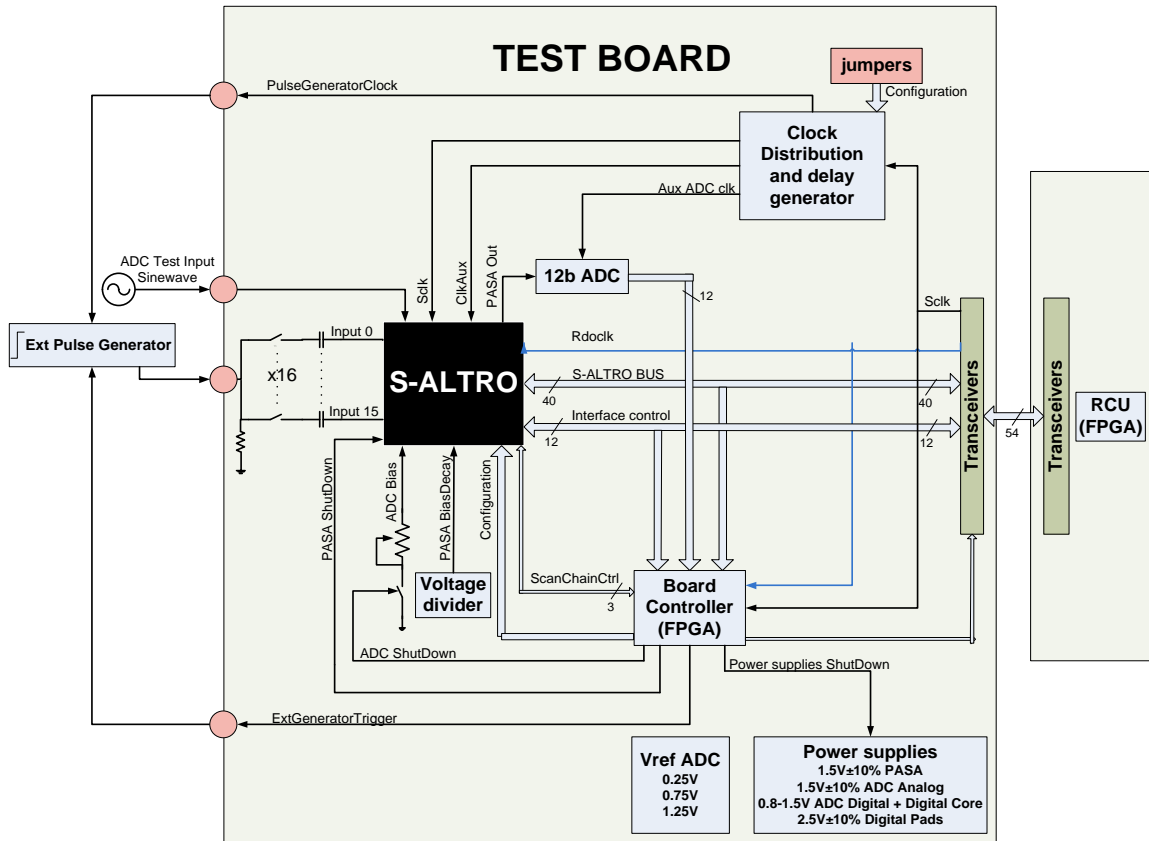 TEST BOARD
jumpers
PulseGeneratorClock
Configuration
Clock
Distribution
and delay
generator
Aux ADC clk
ADC Test Input
Sinewave
Sclk
ClkAux
PASA Out
12b ADC
12
Sclk
Ext Pulse Generator
Input 0
x16
Input 15
S-ALTRO
Rdoclk
S-ALTRO BUS
40
40
Interface control
12
12
Transceivers
54
Transceivers
RCU
(FPGA)
PASA ShutDown
ADC Bias
PASA BiasDecay
Configuration
Voltage
divider
ScanChainCtrl
3
Board
Controller
(FPGA)
ADC ShutDown
Power supplies ShutDown
ExtGeneratorTrigger
Vref ADC
0.25V
0.75V
1.25V
Power supplies
1.5V±10% PASA
1.5V±10% ADC Analog
0.8-1.5V ADC Digital + Digital Core
2.5V±10% Digital Pads